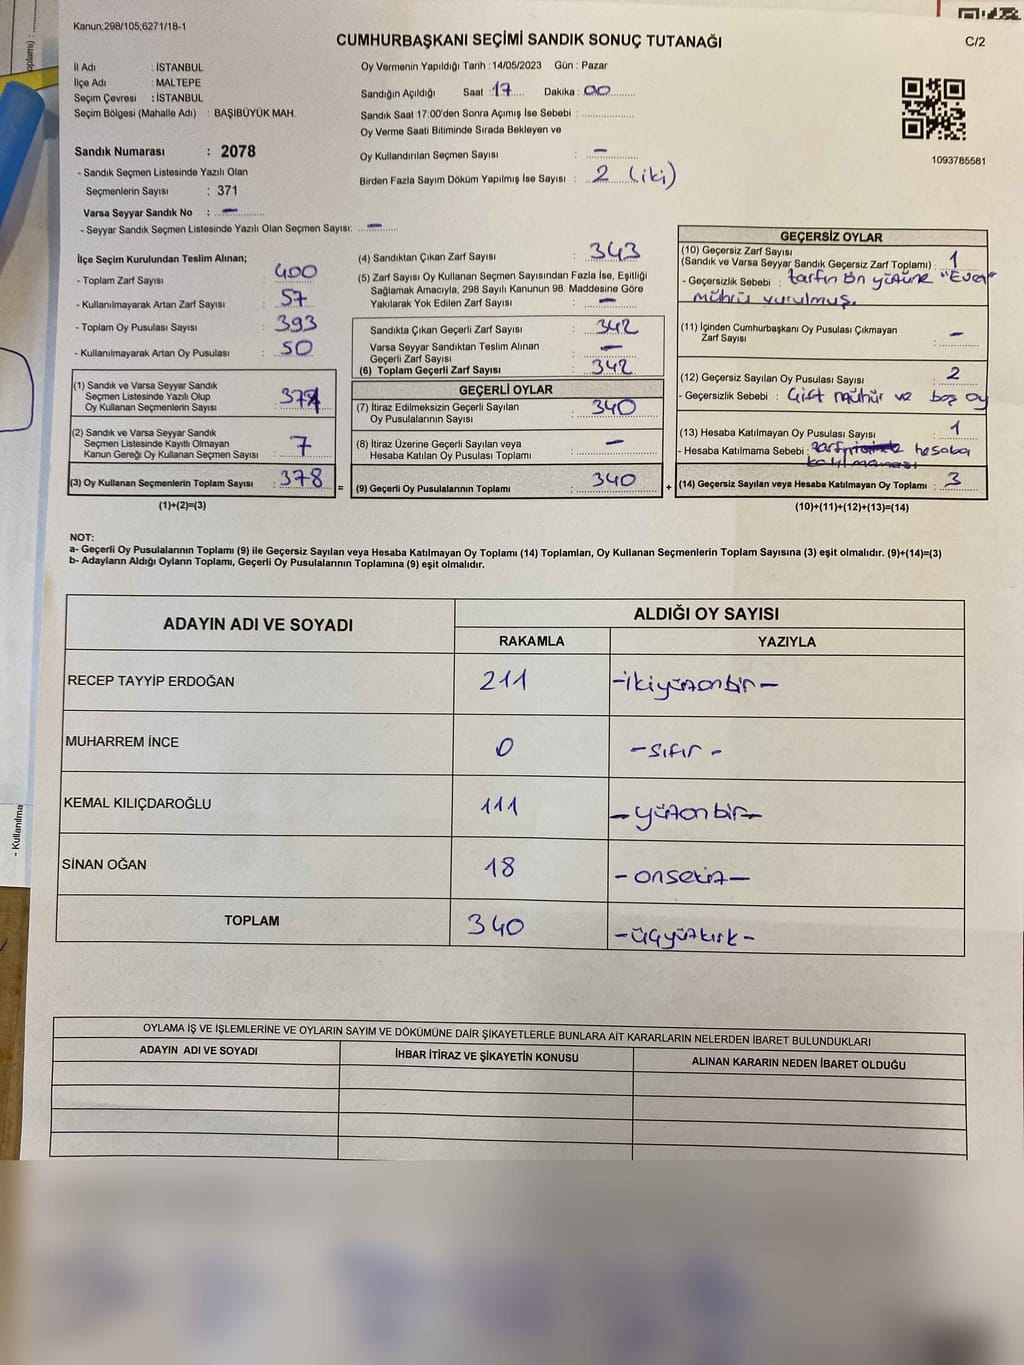 Kanun;298/105;6271/18-1
CUMHURBAŞKANI SEÇİMİ SANDIK SONUÇ TUTANAĞI
C/2
İl Adı : İSTANBUL
İlçe Adı : MALTEPE
Seçim Çevresi : İSTANBUL
Seçim Bölgesi (Mahalle Adı) : BAŞIBÜYÜK MAH.
Oy Vermenin Yapıldığı Tarih : 14/05/2023 Gün : Pazar
Sandığın Açıldığı Saat : 17 Dakika : 00
Sandık Saat 17:00'den Sonra Açımış İse Sebebi :
Oy Verme Saati Bitiminde Sırada Bekleyen ve
Oy Kullandırılan Seçmen Sayısı : —
Birden Fazla Sayım Döküm Yapılmış İse Sayısı : 2 (iki)
1093785581
Sandık Numarası : 2078
- Sandık Seçmen Listesinde Yazılı Olan
Seçmenlerin Sayısı : 371
Varsa Seyyar Sandık No : —
- Seyyar Sandık Seçmen Listesinde Yazılı Olan Seçmen Sayısı: —
İlçe Seçim Kurulundan Teslim Alınan;
- Toplam Zarf Sayısı : 400
- Kullanılmayarak Artan Zarf Sayısı : 57
- Toplam Oy Pusulası Sayısı : 393
- Kullanılmayarak Artan Oy Pusulası : 50
(1) Sandık ve Varsa Seyyar Sandık
Seçmen Listesinde Yazılı Olup
Oy Kullanan Seçmenlerin Sayısı : 371
(2) Sandık ve Varsa Seyyar Sandık
Seçmen Listesinde Kayıtlı Olmayan
Kanun Gereği Oy Kullanan Seçmen Sayısı : 7
(3) Oy Kullanan Seçmenlerin Toplam Sayısı : 378
(1)+(2)=(3)
(4) Sandıktan Çıkan Zarf Sayısı : 343
(5) Zarf Sayısı Oy Kullanan Seçmen Sayısından Fazla İse, Eşitliği
Sağlamak Amacıyla, 298 Sayılı Kanunun 98. Maddesine Göre
Yakılarak Yok Edilen Zarf Sayısı : —
Sandıkta Çıkan Geçerli Zarf Sayısı : 342
Varsa Seyyar Sandıktan Teslim Alınan
Geçerli Zarf Sayısı : —
(6) Toplam Geçerli Zarf Sayısı : 342
GEÇERLİ OYLAR
(7) İtiraz Edilmeksizin Geçerli Sayılan
Oy Pusulalarının Sayısı : 340
(8) İtiraz Üzerine Geçerli Sayılan veya
Hesaba Katılan Oy Pusulası Toplamı : —
= (9) Geçerli Oy Pusulalarının Toplamı : 340 +
GEÇERSİZ OYLAR
(10) Geçersiz Zarf Sayısı
(Sandık ve Varsa Seyyar Sandık Geçersiz Zarf Toplamı) : 1
- Geçersizlik Sebebi : zarfın ön yüzüne "Evet"
mührü vurulmuş.
(11) İçinden Cumhurbaşkanı Oy Pusulası Çıkmayan
Zarf Sayısı : —
(12) Geçersiz Sayılan Oy Pusulası Sayısı : 2
- Geçersizlik Sebebi : Çift mühür ve boş oy
(13) Hesaba Katılmayan Oy Pusulası Sayısı : 1
- Hesaba Katılmama Sebebi : hesaba
katılmaması
(14) Geçersiz Sayılan veya Hesaba Katılmayan Oy Toplamı : 3
(10)+(11)+(12)+(13)=(14)
NOT:
a- Geçerli Oy Pusulalarının Toplamı (9) ile Geçersiz Sayılan veya Hesaba Katılmayan Oy Toplamı (14) Toplamları, Oy Kullanan Seçmenlerin Toplam Sayısına (3) eşit olmalıdır. (9)+(14)=(3)
b- Adayların Aldığı Oyların Toplamı, Geçerli Oy Pusulalarının Toplamına (9) eşit olmalıdır.
ADAYIN ADI VE SOYADI
ALDIĞI OY SAYISI
RAKAMLA YAZIYLA
RECEP TAYYİP ERDOĞAN 211 -ikiyüzonbir-
MUHARREM İNCE 0 -sıfır-
KEMAL KILIÇDAROĞLU 111 -yüzonbir-
SİNAN OĞAN 18 -onsekiz-
TOPLAM 340 -üçyüzkırk-
OYLAMA İŞ VE İŞLEMLERİNE VE OYLARIN SAYIM VE DÖKÜMÜNE DAİR ŞİKAYETLERLE BUNLARA AİT KARARLARIN NELERDEN İBARET BULUNDUKLARI
ADAYIN ADI VE SOYADI İHBAR İTİRAZ VE ŞİKAYETİN KONUSU ALINAN KARARIN NEDEN İBARET OLDUĞU
- Kullanılma
oplamı) :